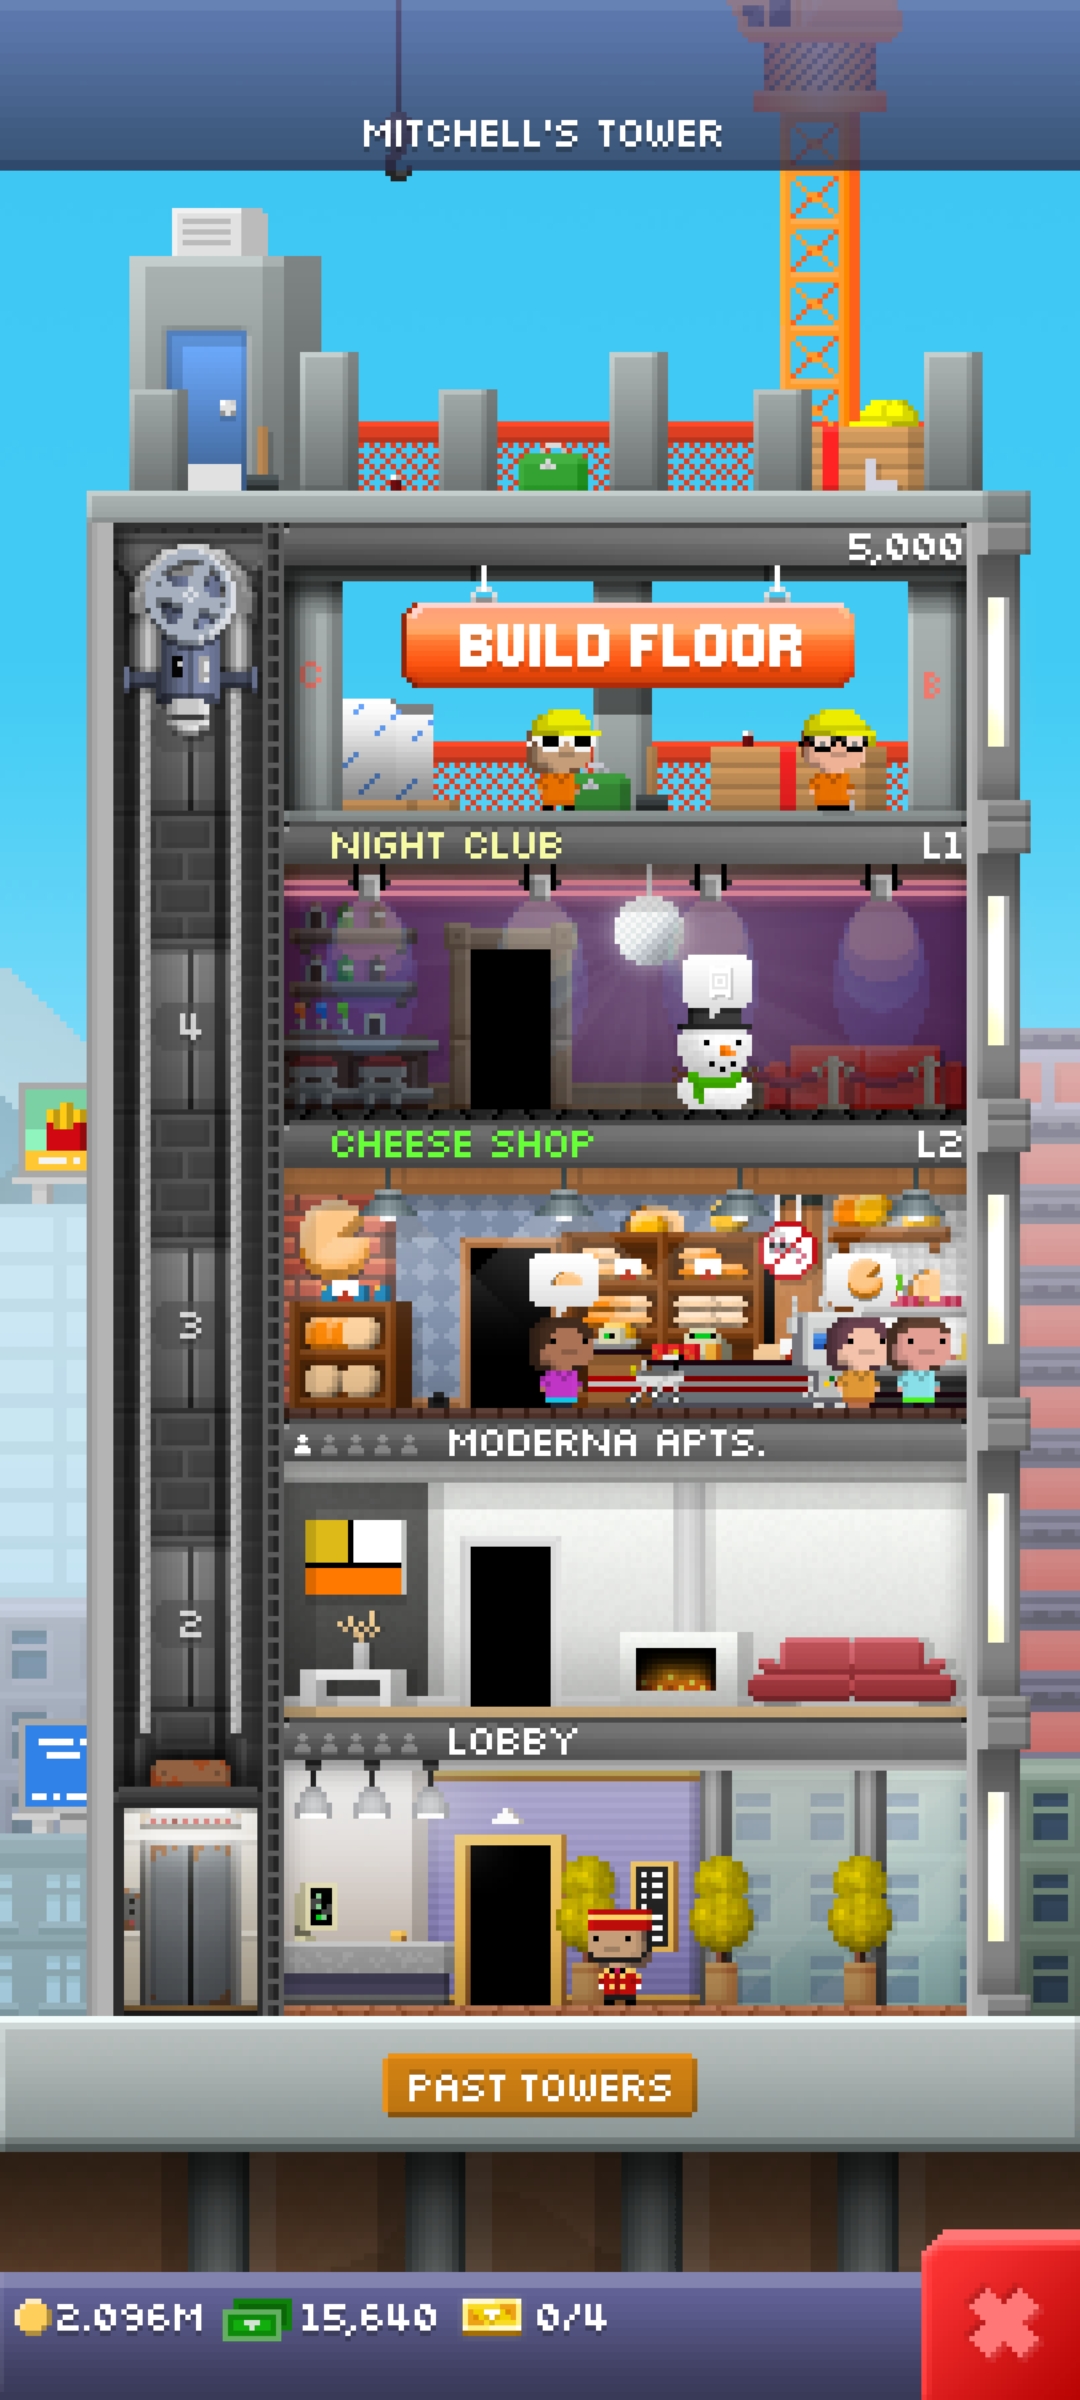 MITCHELL'S TOWER
5,000
BUILD FLOOR
C
B
NIGHT CLUB L1
4
CHEESE SHOP L2
3
MODERNA APTS.
2
LOBBY
PAST TOWERS
2.096M 15,640 0/4